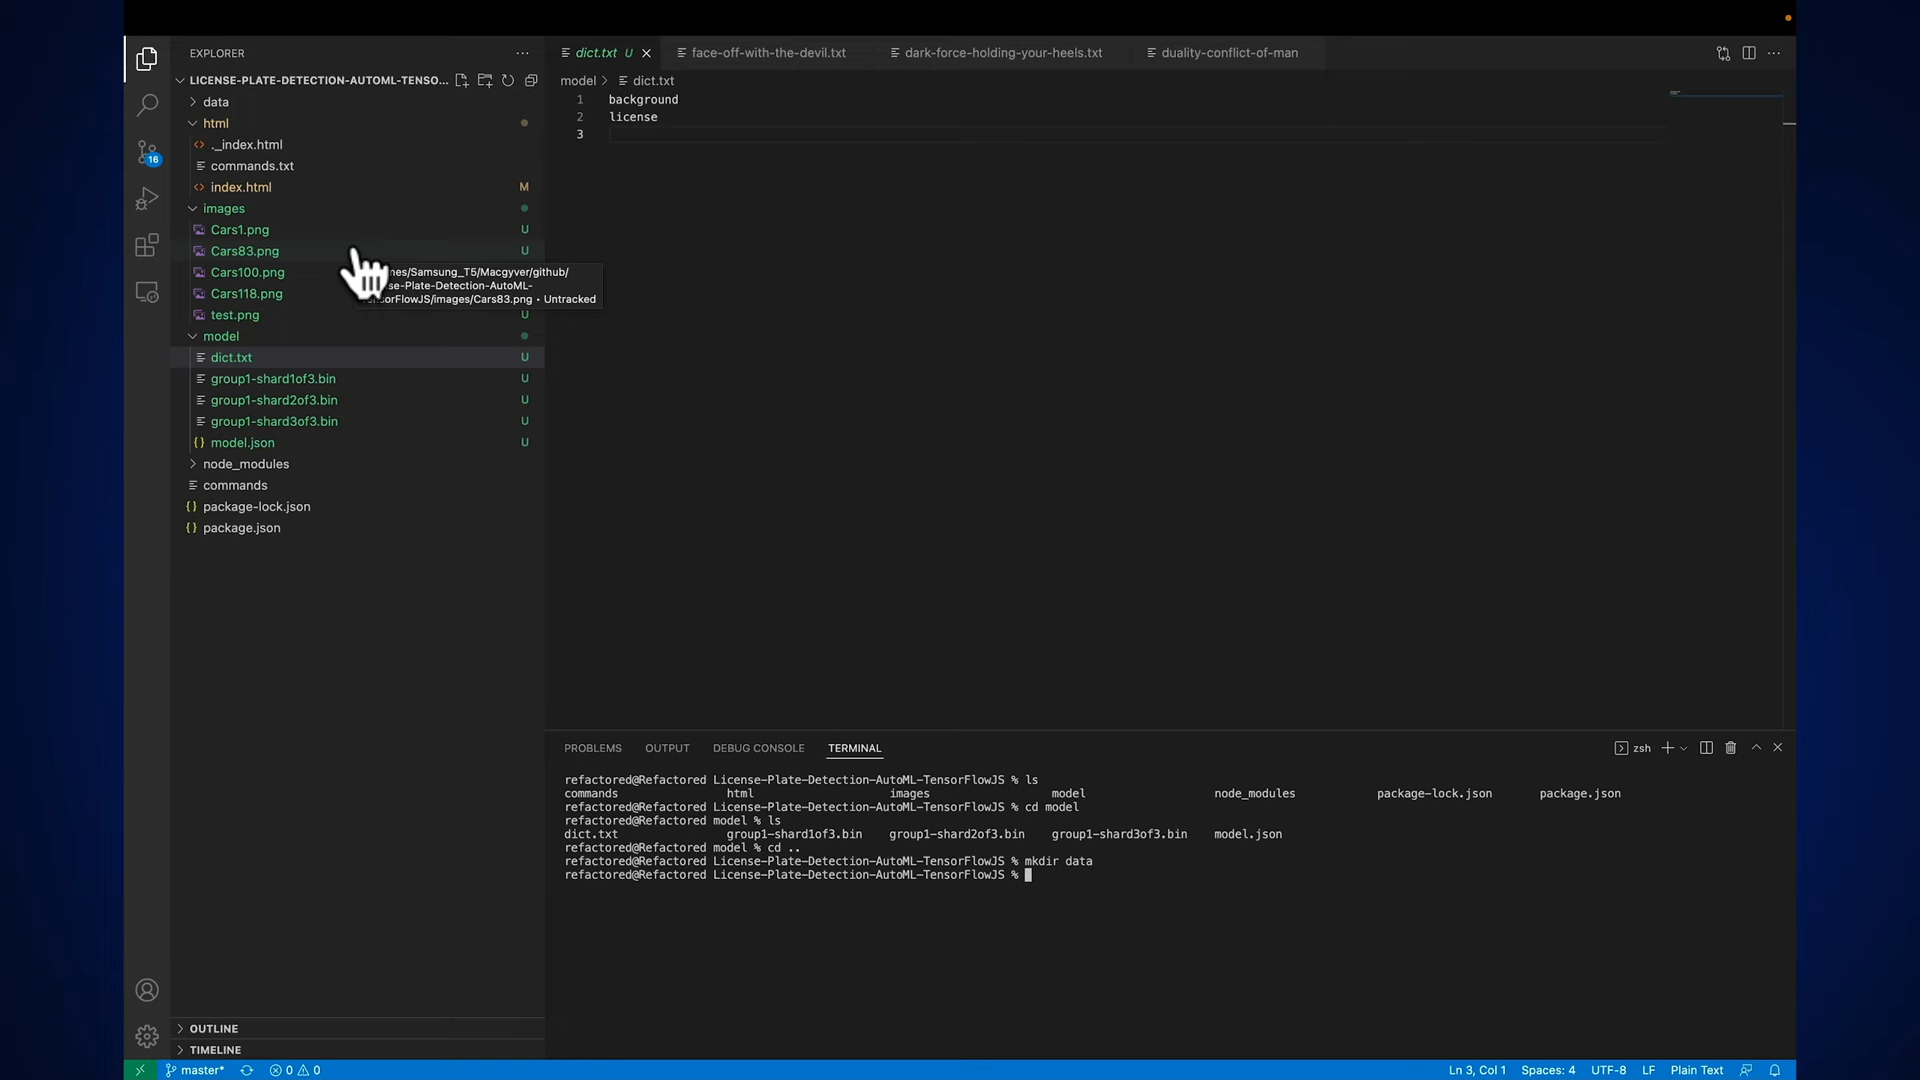 EXPLORER
LICENSE-PLATE-DETECTION-AUTOML-TENSO...
data
html
._index.html
commands.txt
index.html M
images
Cars1.png U
Cars83.png U
Cars100.png
Cars118.png
test.png U
model
dict.txt U
group1-shard1of3.bin U
group1-shard2of3.bin U
group1-shard3of3.bin U
model.json U
node_modules
commands
package-lock.json
package.json
OUTLINE
TIMELINE
16
mes/Samsung_T5/Macgyver/github/
se-Plate-Detection-AutoML-
nsorFlowJS/images/Cars83.png • Untracked
dict.txt U face-off-with-the-devil.txt dark-force-holding-your-heels.txt duality-conflict-of-man
model > dict.txt
1 background
2 license
3
PROBLEMS OUTPUT DEBUG CONSOLE TERMINAL zsh
refactored@Refactored License-Plate-Detection-AutoML-TensorFlowJS % ls
commands html images model node_modules package-lock.json package.json
refactored@Refactored License-Plate-Detection-AutoML-TensorFlowJS % cd model
refactored@Refactored model % ls
dict.txt group1-shard1of3.bin group1-shard2of3.bin group1-shard3of3.bin model.json
refactored@Refactored model % cd ..
refactored@Refactored License-Plate-Detection-AutoML-TensorFlowJS % mkdir data
refactored@Refactored License-Plate-Detection-AutoML-TensorFlowJS %
master* 0 0 Ln 3, Col 1 Spaces: 4 UTF-8 LF Plain Text